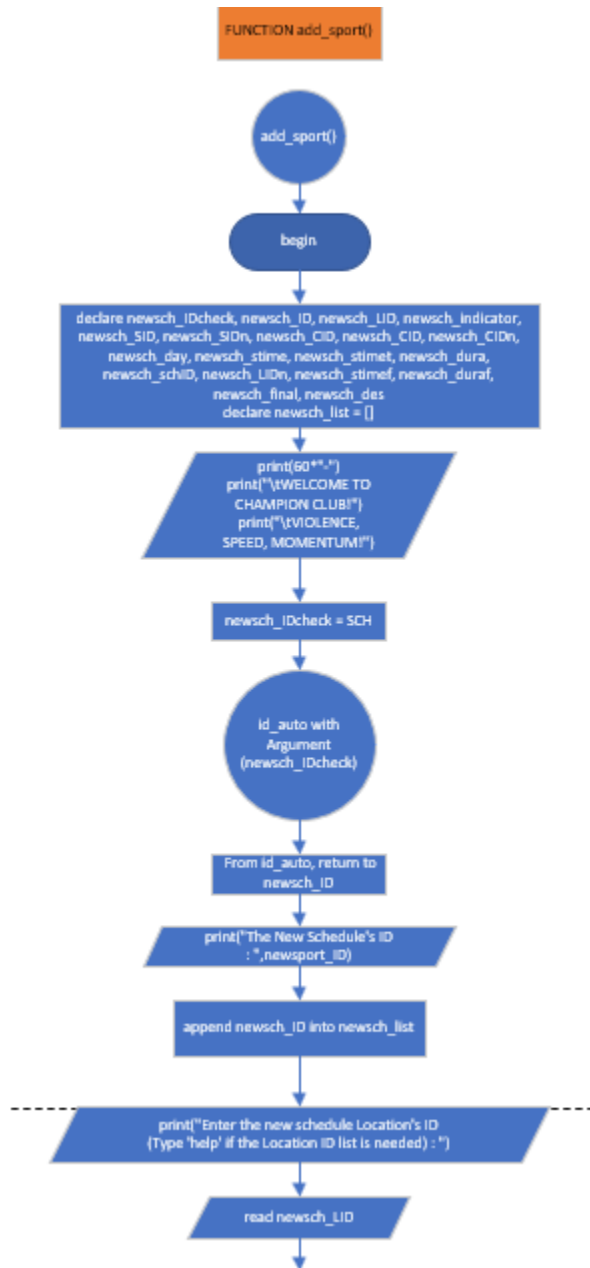 FUNCTION add_sport()
add_sport()
begin
declare newsch_IDcheck, newsch_ID, newsch_LID, newsch_indicator,
newsch_SID, newsch_SIDn, newsch_CID, newsch_CID, newsch_CIDn,
newsch_day, newsch_stime, newsch_stimet, newsch_dura,
newsch_schID, newsch_LIDn, newsch_stimef, newsch_duraf,
newsch_final, newsch_des
declare newsch_list = []
print(60*"-")
print("\tWELCOME TO
CHAMPION CLUB!")
print("\tVIOLENCE,
SPEED, MOMENTUM!")
newsch_IDcheck = SCH
id_auto with
Argument
(newsch_IDcheck)
From id_auto, return to
newsch_ID
print("The New Schedule's ID
: ",newsport_ID)
append newsch_ID into newsch_list
print("Enter the new schedule Location's ID
(Type 'help' if the Location ID list is needed) : ")
read newsch_LID